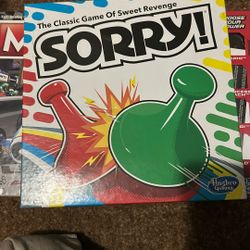 The Classic Game Of Sweet Revenge
SORRY!
Hasbro
Gaming